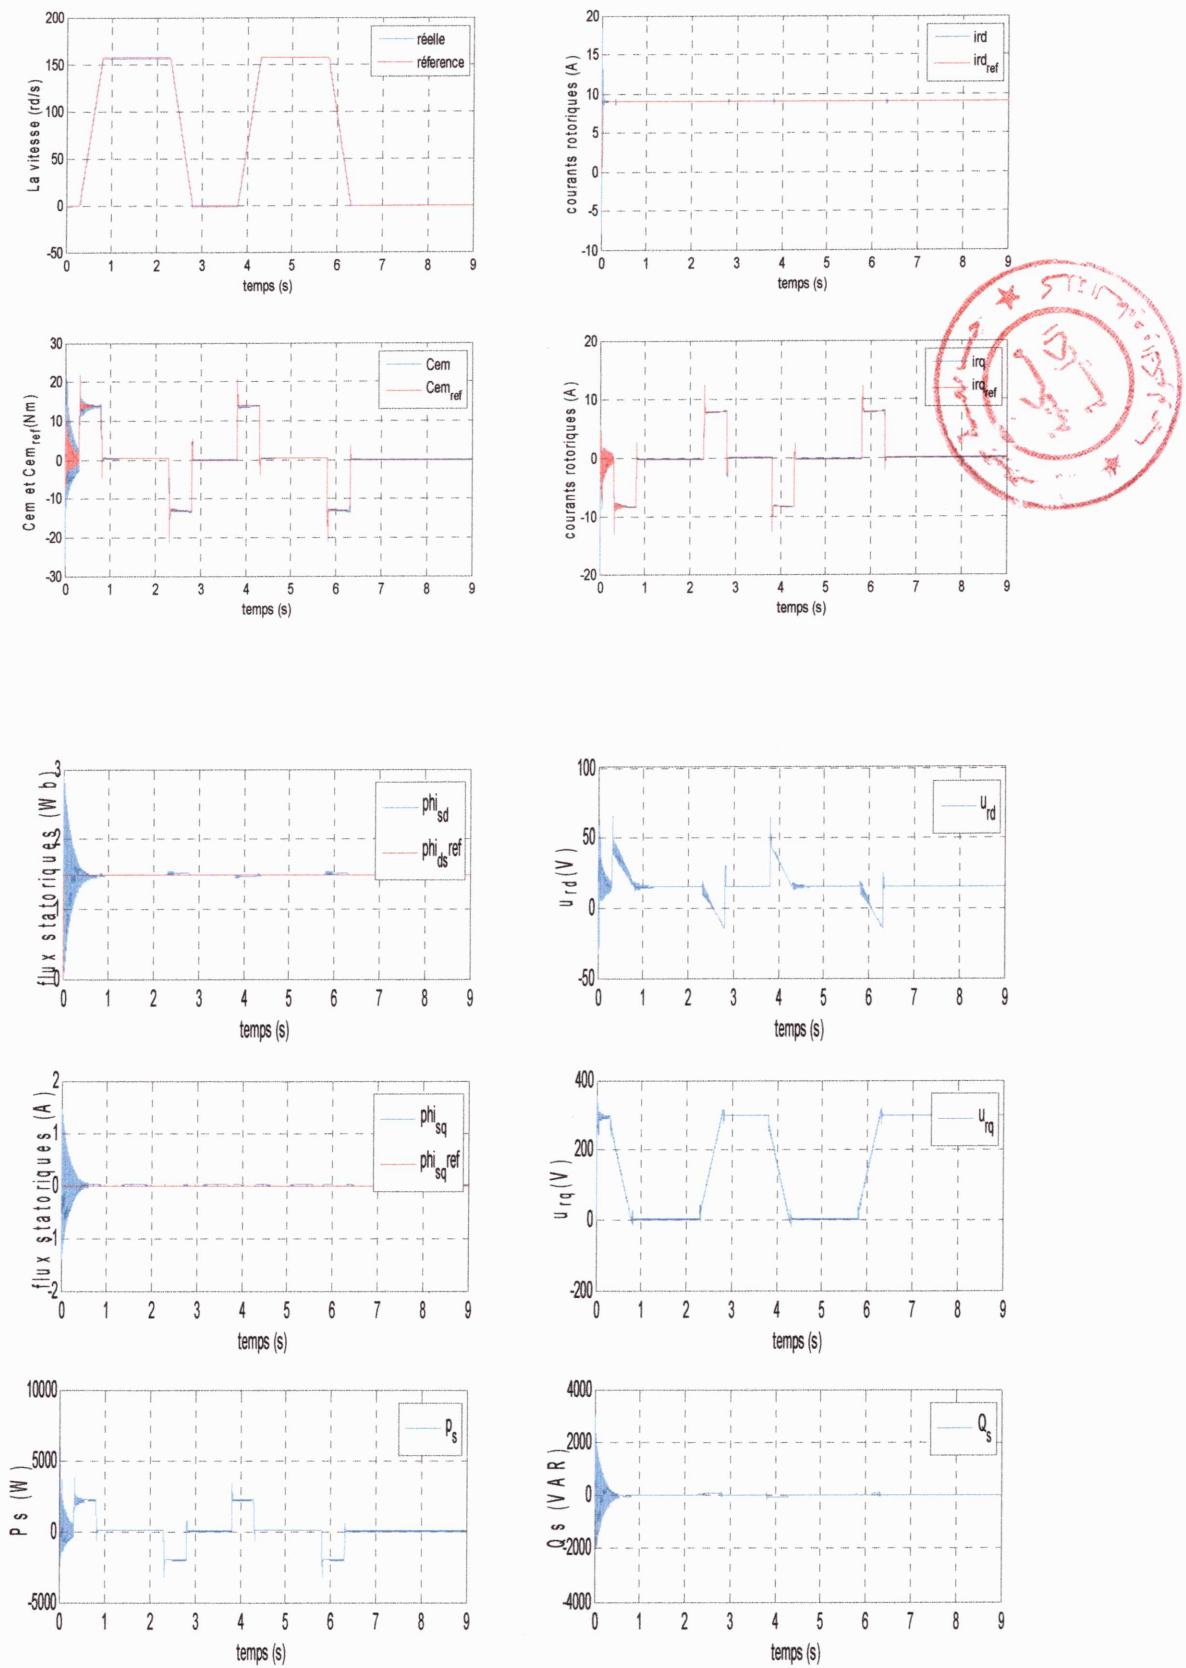 200
150
100
50
0
-50
La vitesse (rd/s)
réelle
réference
0 1 2 3 4 5 6 7 8 9
temps (s)
20
15
10
5
0
-5
-10
courants rotoriques (A)
ird
ird_ref
0 1 2 3 4 5 6 7 8 9
temps (s)
30
20
10
0
-10
-20
-30
Cem et Cem_ref(Nm)
Cem
Cem_ref
0 1 2 3 4 5 6 7 8 9
temps (s)
20
10
0
-10
-20
courants rotoriques (A)
irq
irq_ref
0 1 2 3 4 5 6 7 8 9
temps (s)
3
2
1
0
flux statoriques (Wb)
phi_sd
phi_ds ref
0 1 2 3 4 5 6 7 8 9
temps (s)
100
50
0
-50
u_rd (V)
u_rd
0 1 2 3 4 5 6 7 8 9
temps (s)
2
1
0
-1
-2
flux statoriques (A)
phi_sq
phi_sq ref
0 1 2 3 4 5 6 7 8 9
temps (s)
400
200
0
-200
u_rq (V)
u_rq
0 1 2 3 4 5 6 7 8 9
temps (s)
10000
5000
0
-5000
Ps (W)
p_s
0 1 2 3 4 5 6 7 8 9
temps (s)
4000
2000
0
-2000
-4000
Qs (VAR)
Q_s
0 1 2 3 4 5 6 7 8 9
temps (s)